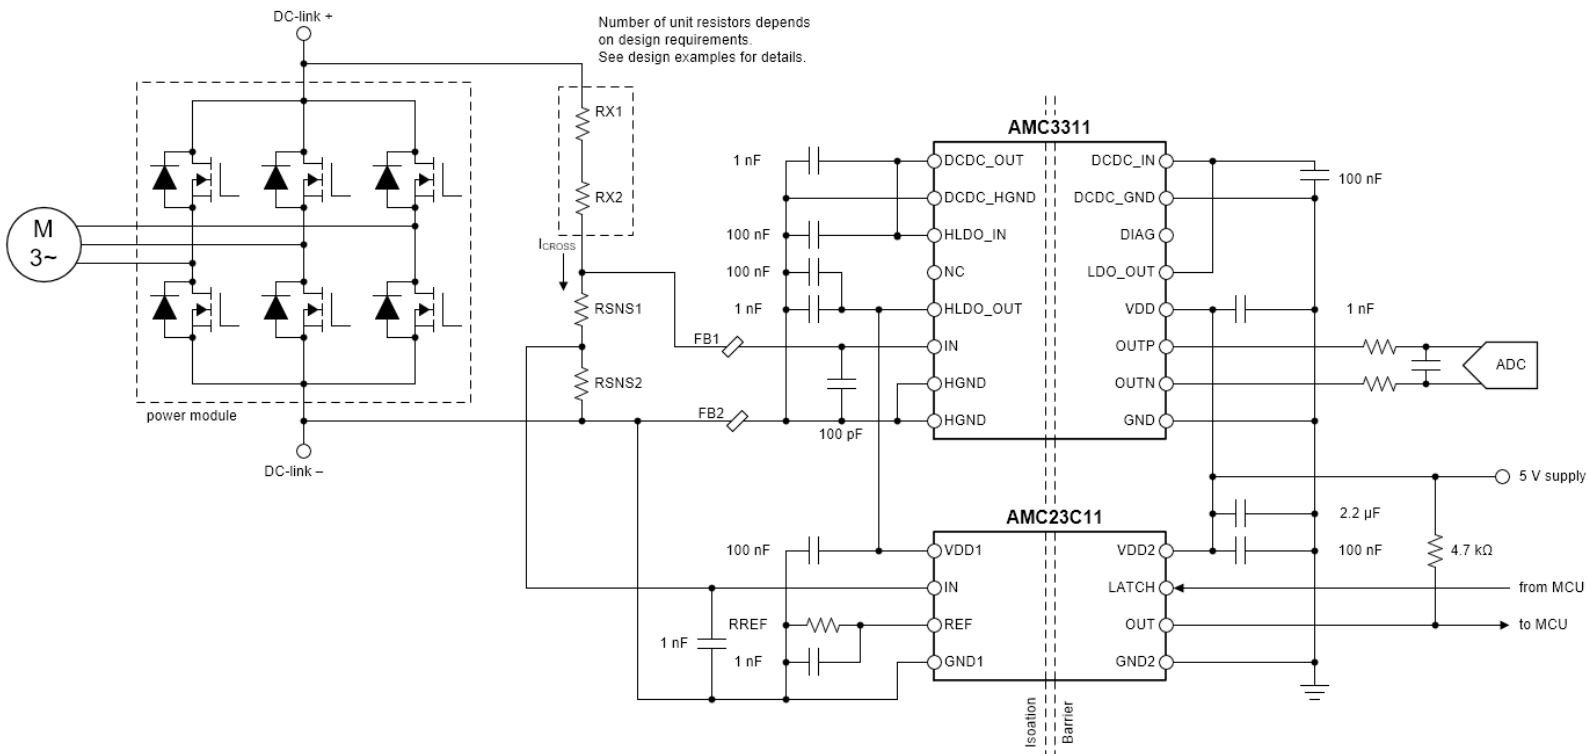 DC-link +
Number of unit resistors depends
on design requirements.
See design examples for details.
RX1
RX2
ICROSS
RSNS1
RSNS2
M
3~
power module
DC-link –
FB1
FB2
1 nF
100 nF
100 nF
1 nF
100 pF
AMC3311
DCDC_OUT
DCDC_HGND
HLDO_IN
NC
HLDO_OUT
IN
HGND
HGND
DCDC_IN
DCDC_GND
DIAG
LDO_OUT
VDD
OUTP
OUTN
GND
100 nF
1 nF
ADC
5 V supply
2.2 µF
100 nF
4.7 kΩ
AMC23C11
100 nF
VDD1
IN
RREF
REF
1 nF
1 nF
GND1
VDD2
LATCH
OUT
GND2
from MCU
to MCU
Isoation
Barrier